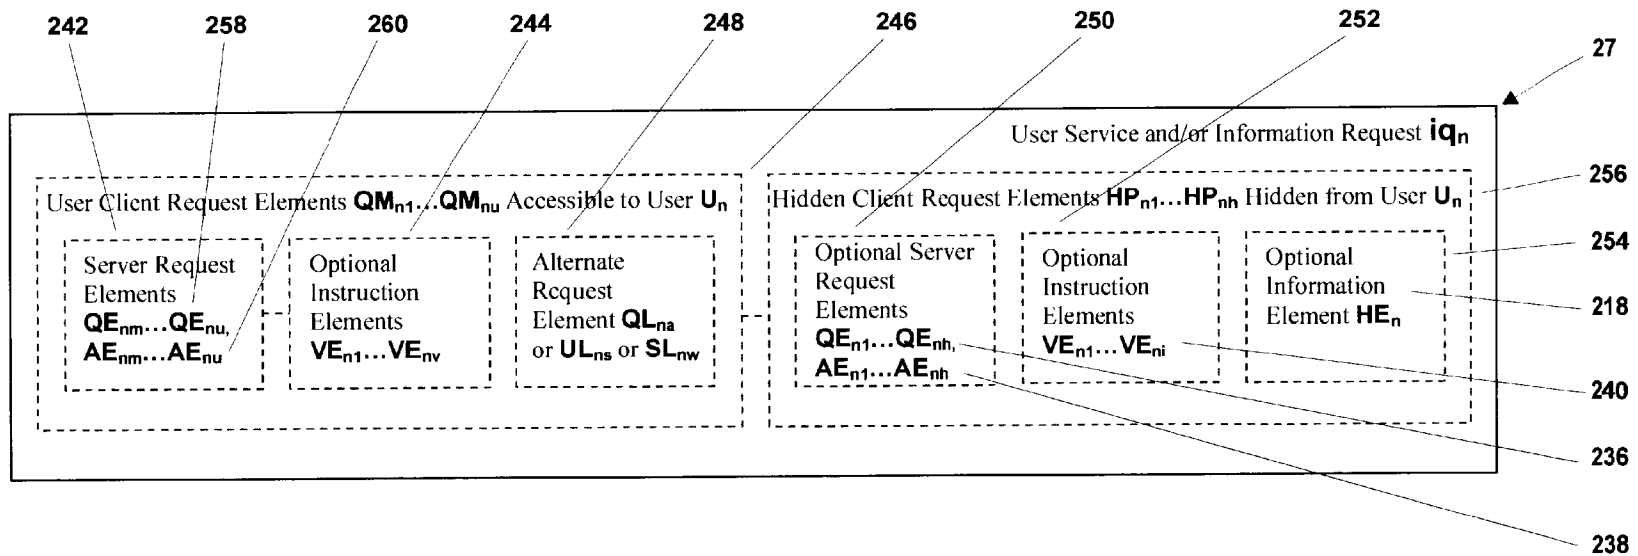 242 258 260 244 248 246 250 252
27
User Service and/or Information Request iqn
256
User Client Request Elements QMn1...QMnu Accessible to User Un
Hidden Client Request Elements HPn1...HPnh Hidden from User Un
Server Request
Elements
QEnm...QEnu,
AEnm...AEnu
Optional
Instruction
Elements
VEn1...VEnv
Alternate
Request
Element QLna
or ULns or SLnw
Optional Server
Request
Elements
QEn1...QEnh,
AEn1...AEnh
Optional
Instruction
Elements
VEn1...VEni
Optional
Information
Element HEn
254
218
240
236
238